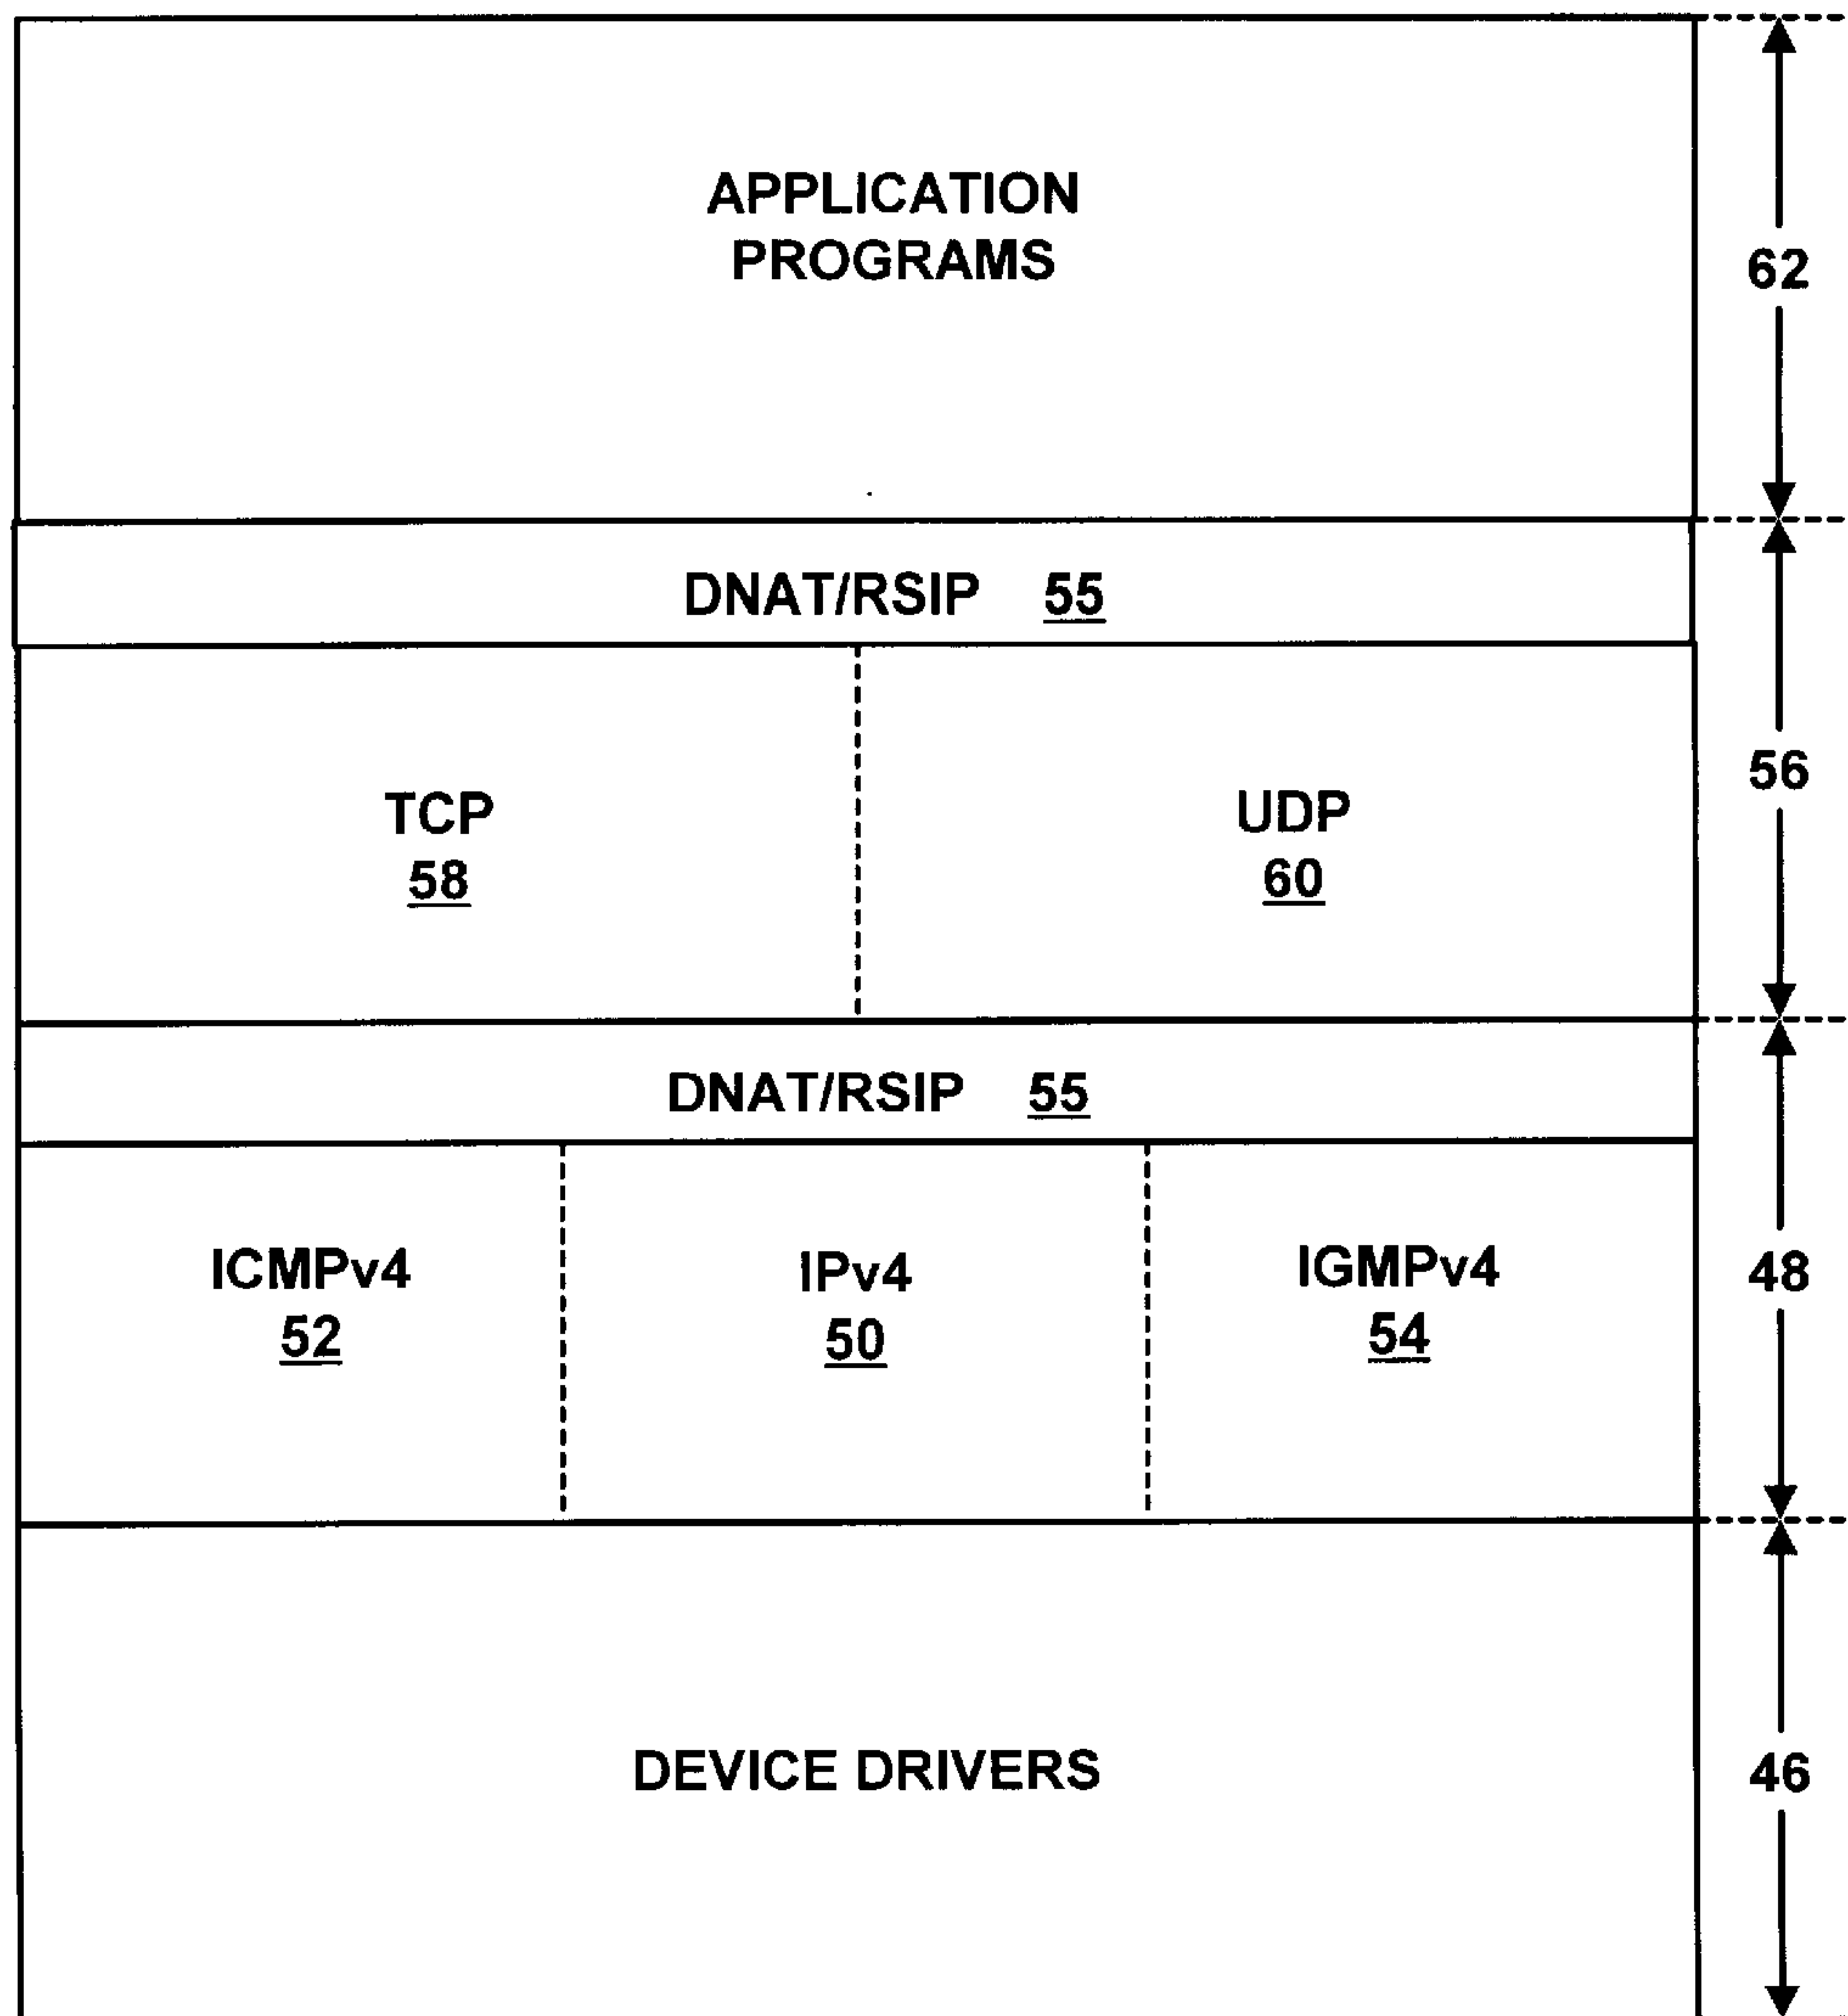 APPLICATION
PROGRAMS
62
DNAT/RSIP 55
TCP
58
UDP
60
56
DNAT/RSIP 55
ICMPv4
52
IPv4
50
IGMPv4
54
48
DEVICE DRIVERS
46